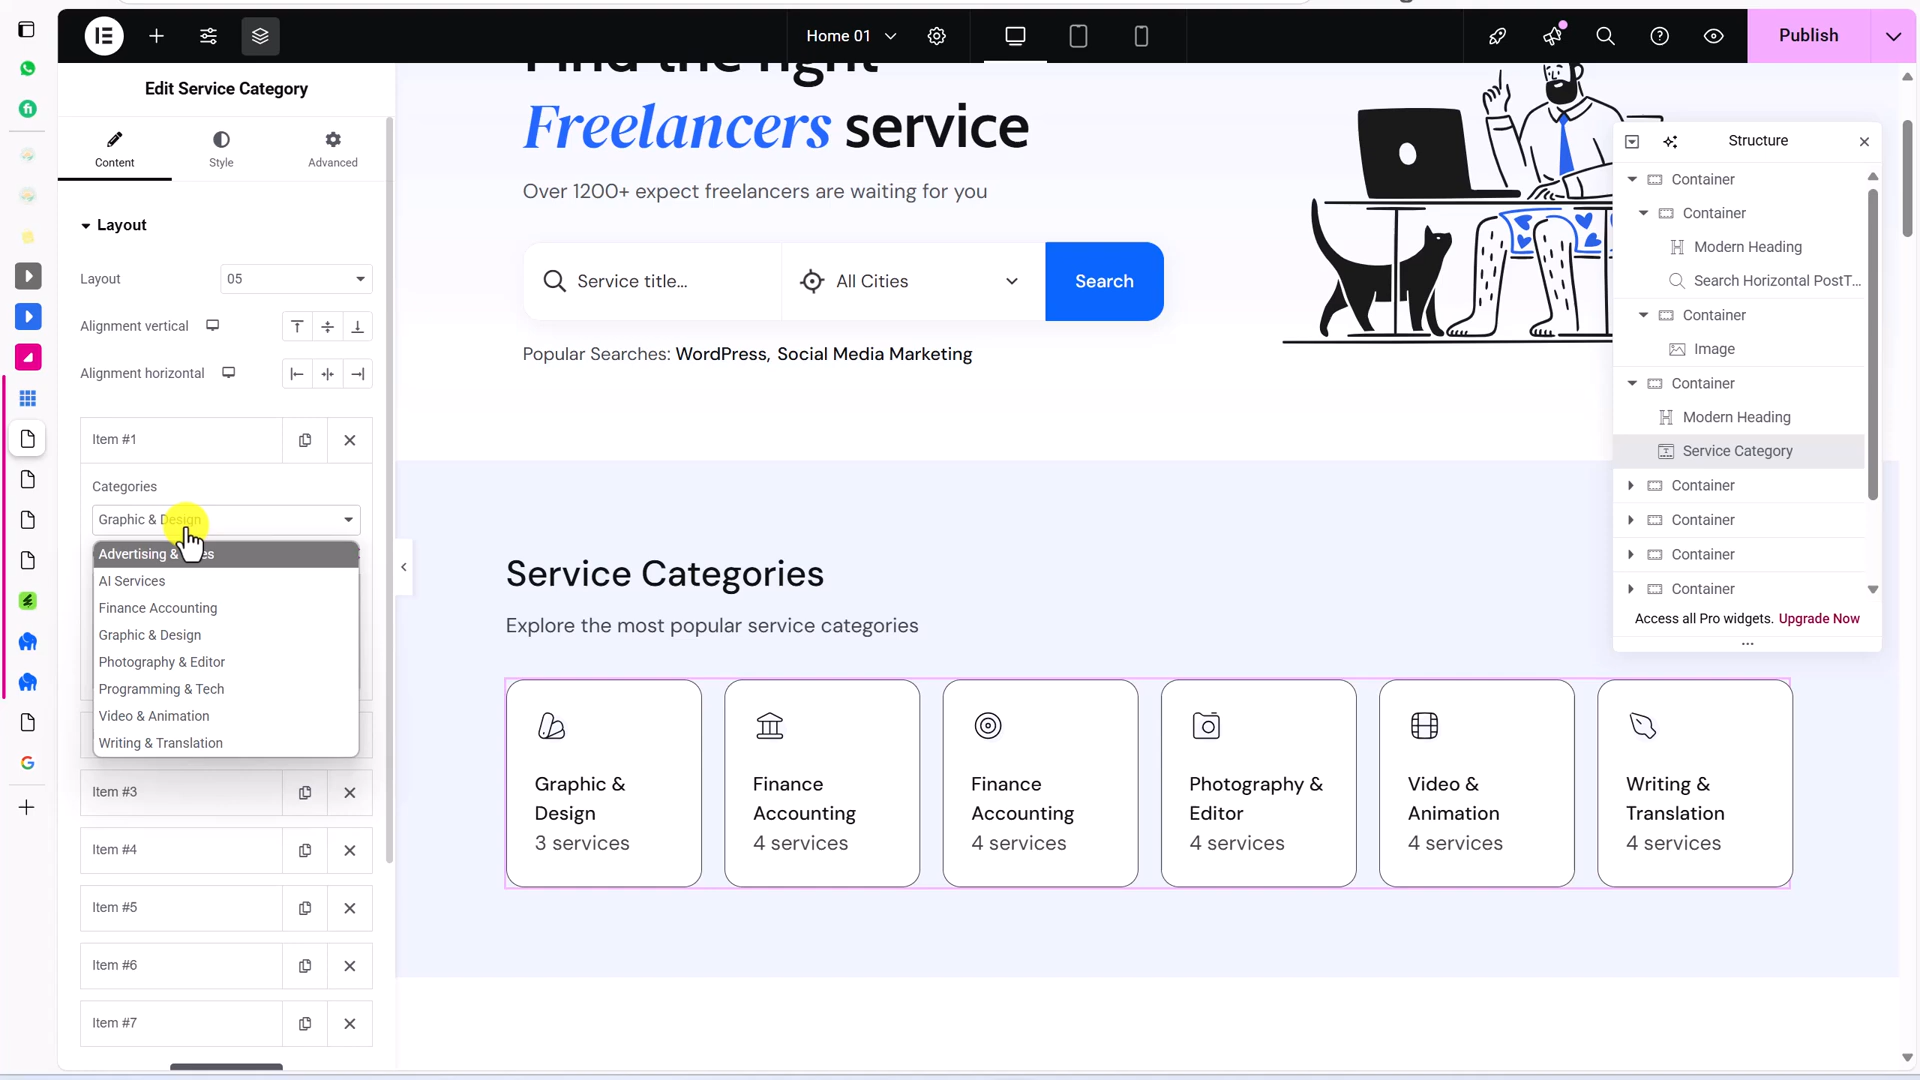 Home 01
Publish
Edit Service Category
Content
Style
Advanced
Layout
Layout
05
Alignment vertical
Alignment horizontal
Item #1
Categories
Graphic & Design
Advertising &
AI Services
Finance Accounting
Graphic & Design
Photography & Editor
Programming & Tech
Video & Animation
Writing & Translation
Item #3
Item #4
Item #5
Item #6
Item #7
Find the right
Freelancers service
Over 1200+ expect freelancers are waiting for you
Service title...
All Cities
Search
Popular Searches: WordPress, Social Media Marketing
Service Categories
Explore the most popular service categories
Graphic &
Design
3 services
Finance
Accounting
4 services
Finance
Accounting
4 services
Photography &
Editor
4 services
Video &
Animation
4 services
Writing &
Translation
4 services
Structure
Container
Container
Modern Heading
Search Horizontal PostT...
Container
Image
Container
Modern Heading
Service Category
Container
Container
Container
Container
Access all Pro widgets. Upgrade Now